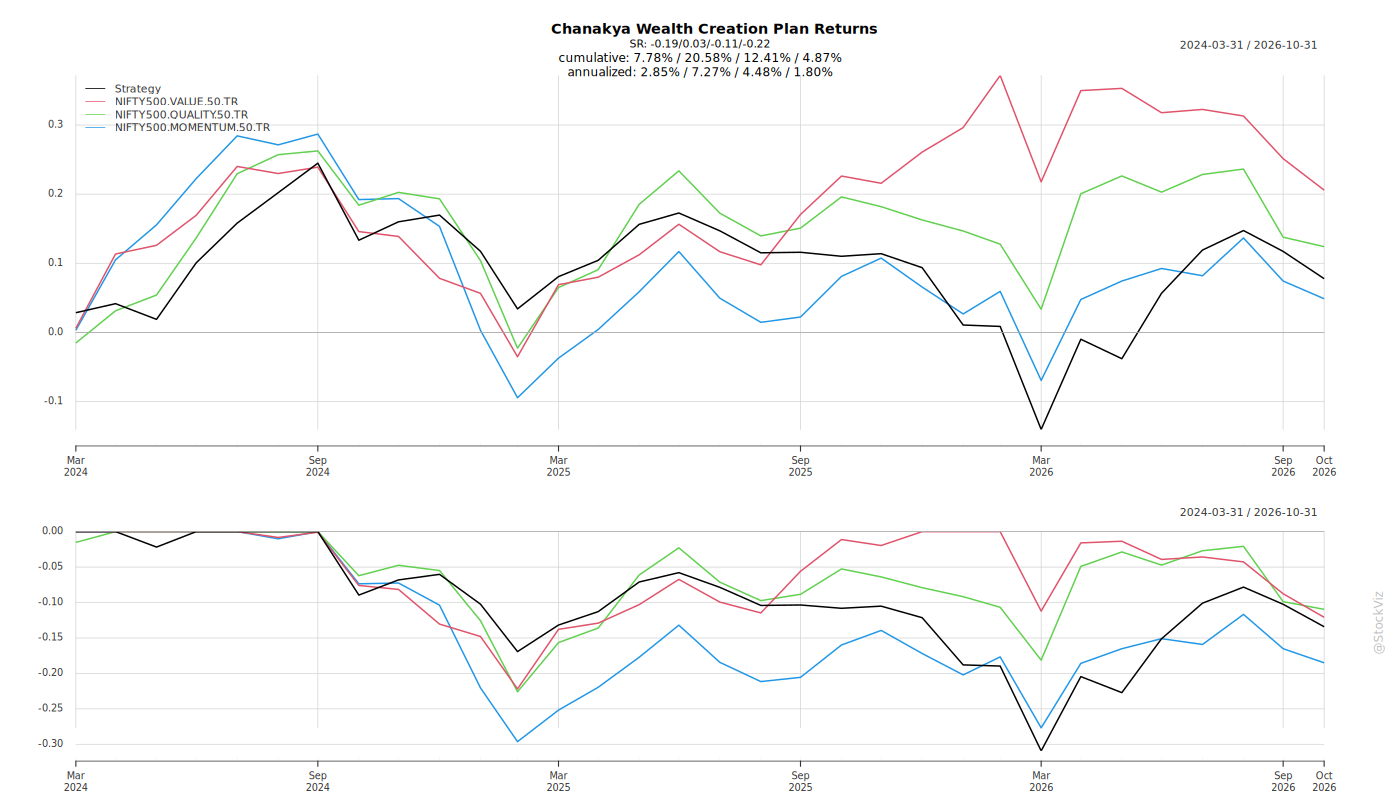 Chanakya Wealth Creation Plan Returns
SR: -0.19/0.03/-0.11/-0.22
cumulative: 7.78% / 20.58% / 12.41% / 4.87%
annualized: 2.85% / 7.27% / 4.48% / 1.80%
2024-03-31 / 2026-10-31
Strategy
NIFTY500.VALUE.50.TR
NIFTY500.QUALITY.50.TR
NIFTY500.MOMENTUM.50.TR
0.3
0.2
0.1
0.0
-0.1
Mar Sep Mar Sep Mar Sep Oct
2024 2024 2025 2025 2026 2026 2026
2024-03-31 / 2026-10-31
0.00
-0.05
-0.10
-0.15
-0.20
-0.25
-0.30
Mar Sep Mar Sep Mar Sep Oct
2024 2024 2025 2025 2026 2026 2026
@StockViz